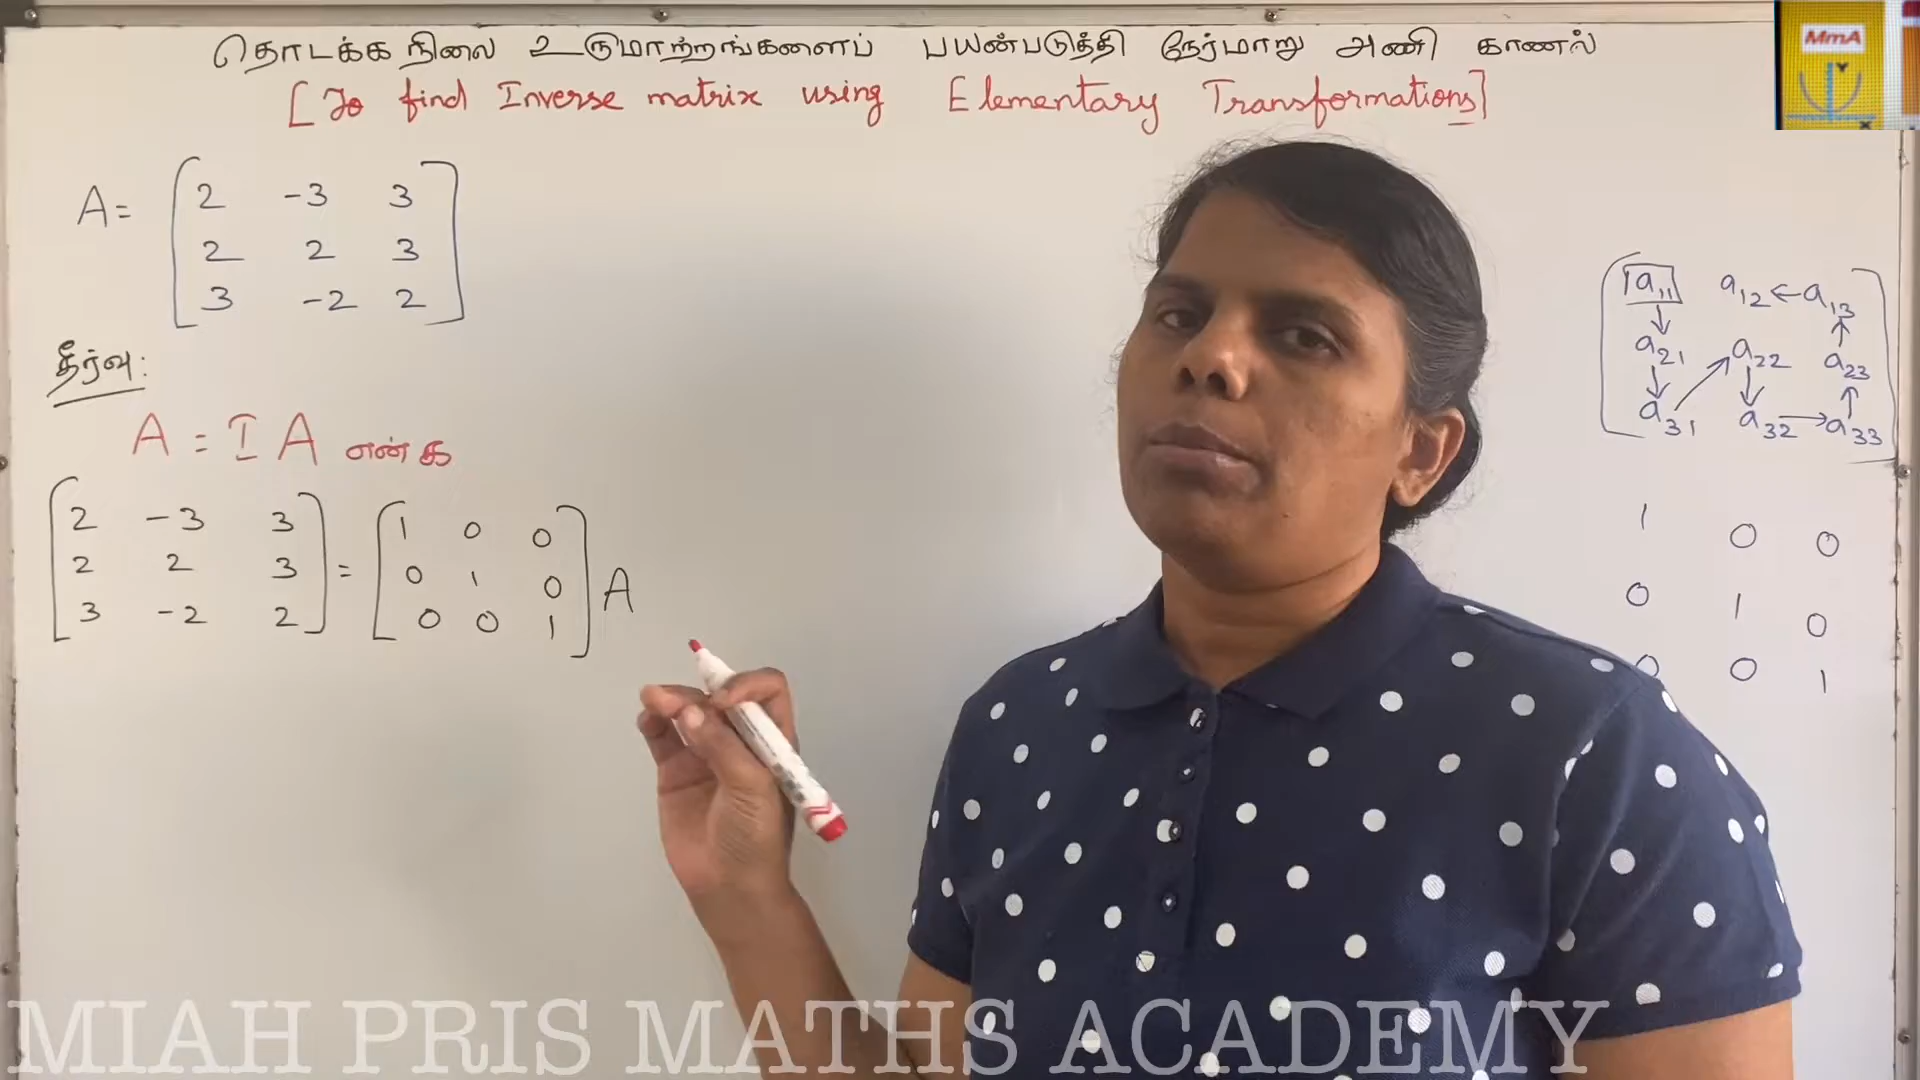 தொடக்க நிலை உருமாற்றங்களைப் பயன்படுத்தி நேர்மாறு அணி காணல்
[To find Inverse matrix using Elementary Transformations]
MmA
Y
X
A = [ 2 -3 3
2 2 3
3 -2 2 ]
தீர்வு:
A = I A என்க
[ 2 -3 3
2 2 3
3 -2 2 ] = [ 1 0 0
0 1 0
0 0 1 ] A
a₁₁ a₁₂ ← a₁₃
↓ ↑
a₂₁ ↗ a₂₂ a₂₃
↓ ↓ ↑
a₃₁ a₃₂ → a₃₃
1 0 0
0 1 0
0 0 1
MIAH PRIS MATHS ACADEMY